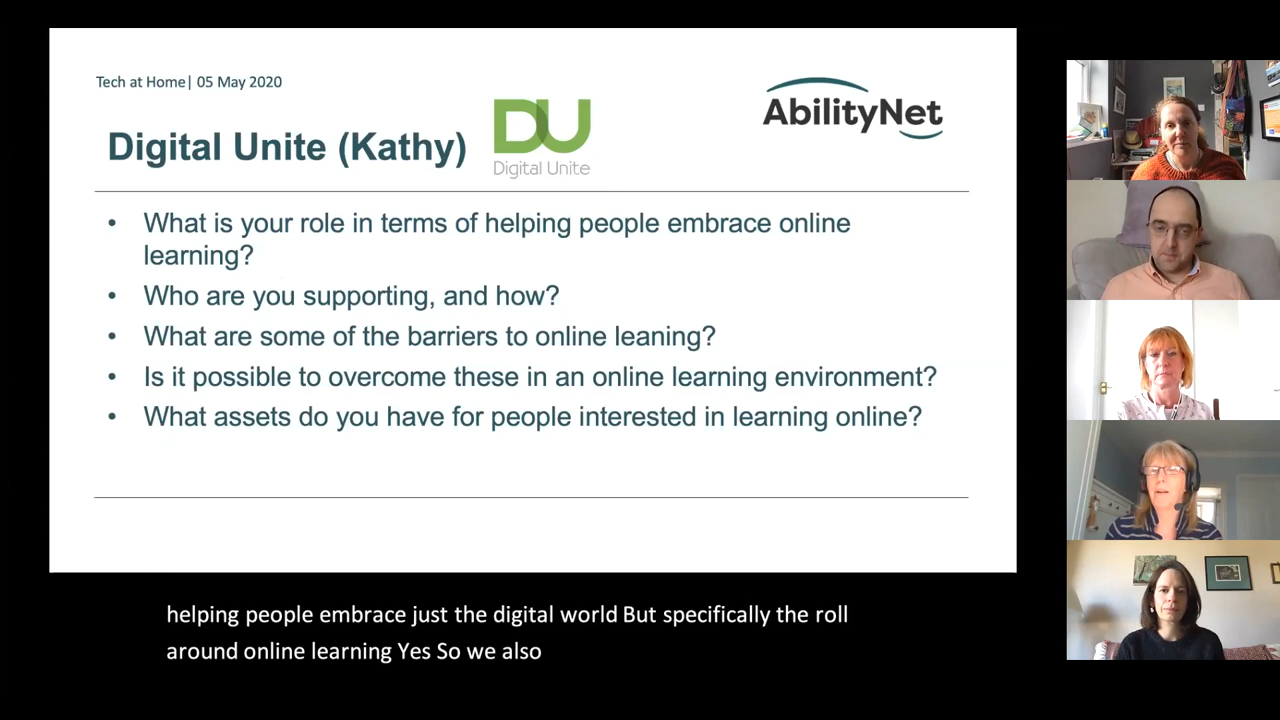 Tech at Home| 05 May 2020
AbilityNet
Digital Unite (Kathy)
DU
Digital Unite
• What is your role in terms of helping people embrace online
learning?
• Who are you supporting, and how?
• What are some of the barriers to online leaning?
• Is it possible to overcome these in an online learning environment?
• What assets do you have for people interested in learning online?
helping people embrace just the digital world But specifically the roll
around online learning Yes So we also